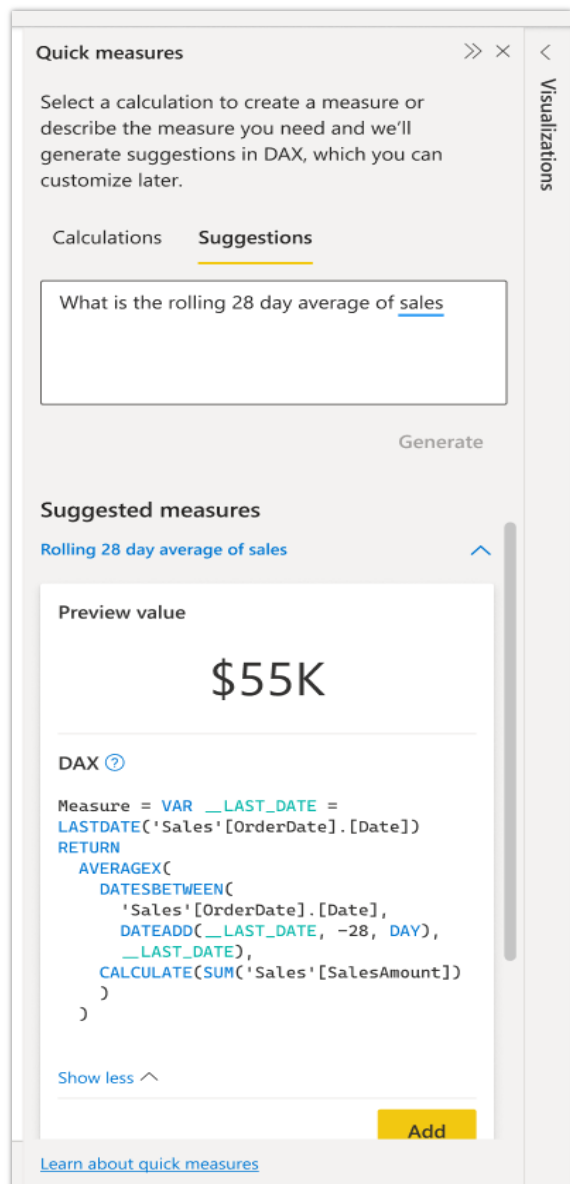 Quick measures
Visualizations
Select a calculation to create a measure or
describe the measure you need and we'll
generate suggestions in DAX, which you can
customize later.
Calculations Suggestions
What is the rolling 28 day average of sales
Generate
Suggested measures
Rolling 28 day average of sales
Preview value
$55K
DAX ?
Measure = VAR __LAST_DATE =
LASTDATE('Sales'[OrderDate].[Date])
RETURN
AVERAGEX(
DATESBETWEEN(
'Sales'[OrderDate].[Date],
DATEADD(__LAST_DATE, -28, DAY),
__LAST_DATE),
CALCULATE(SUM('Sales'[SalesAmount])
)
)
Show less
Add
Learn about quick measures